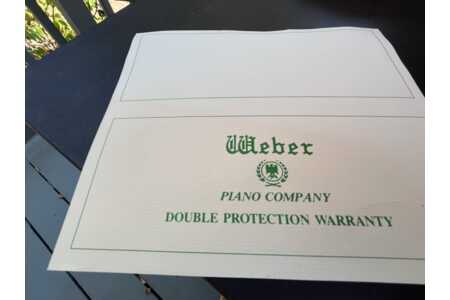 Weber
PIANO COMPANY
DOUBLE PROTECTION WARRANTY